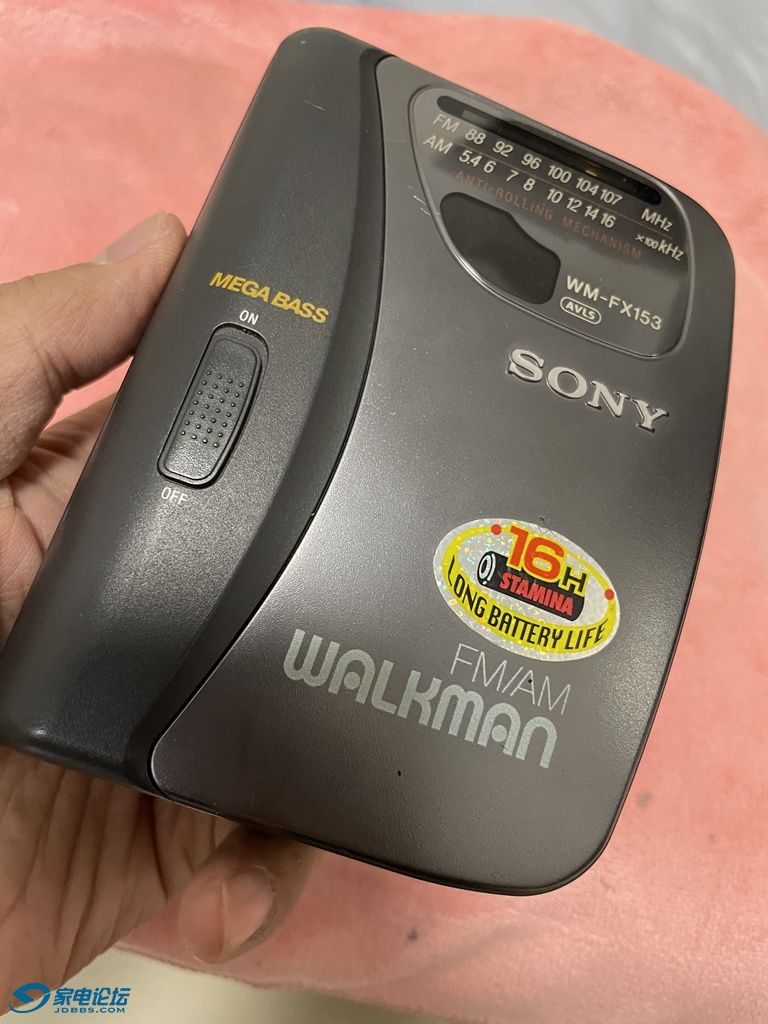 FM 88 92 96 100 104 107 MHz
AM 5.4 6 7 8 10 12 14 16 ×100kHz
ANTI-ROLLING MECHANISM
WM-FX153
AVLS
SONY
MEGA BASS
ON
OFF
16H
STAMINA
LONG BATTERY LIFE
FM/AM
WALKMAN
家电论坛
JDBBS.COM